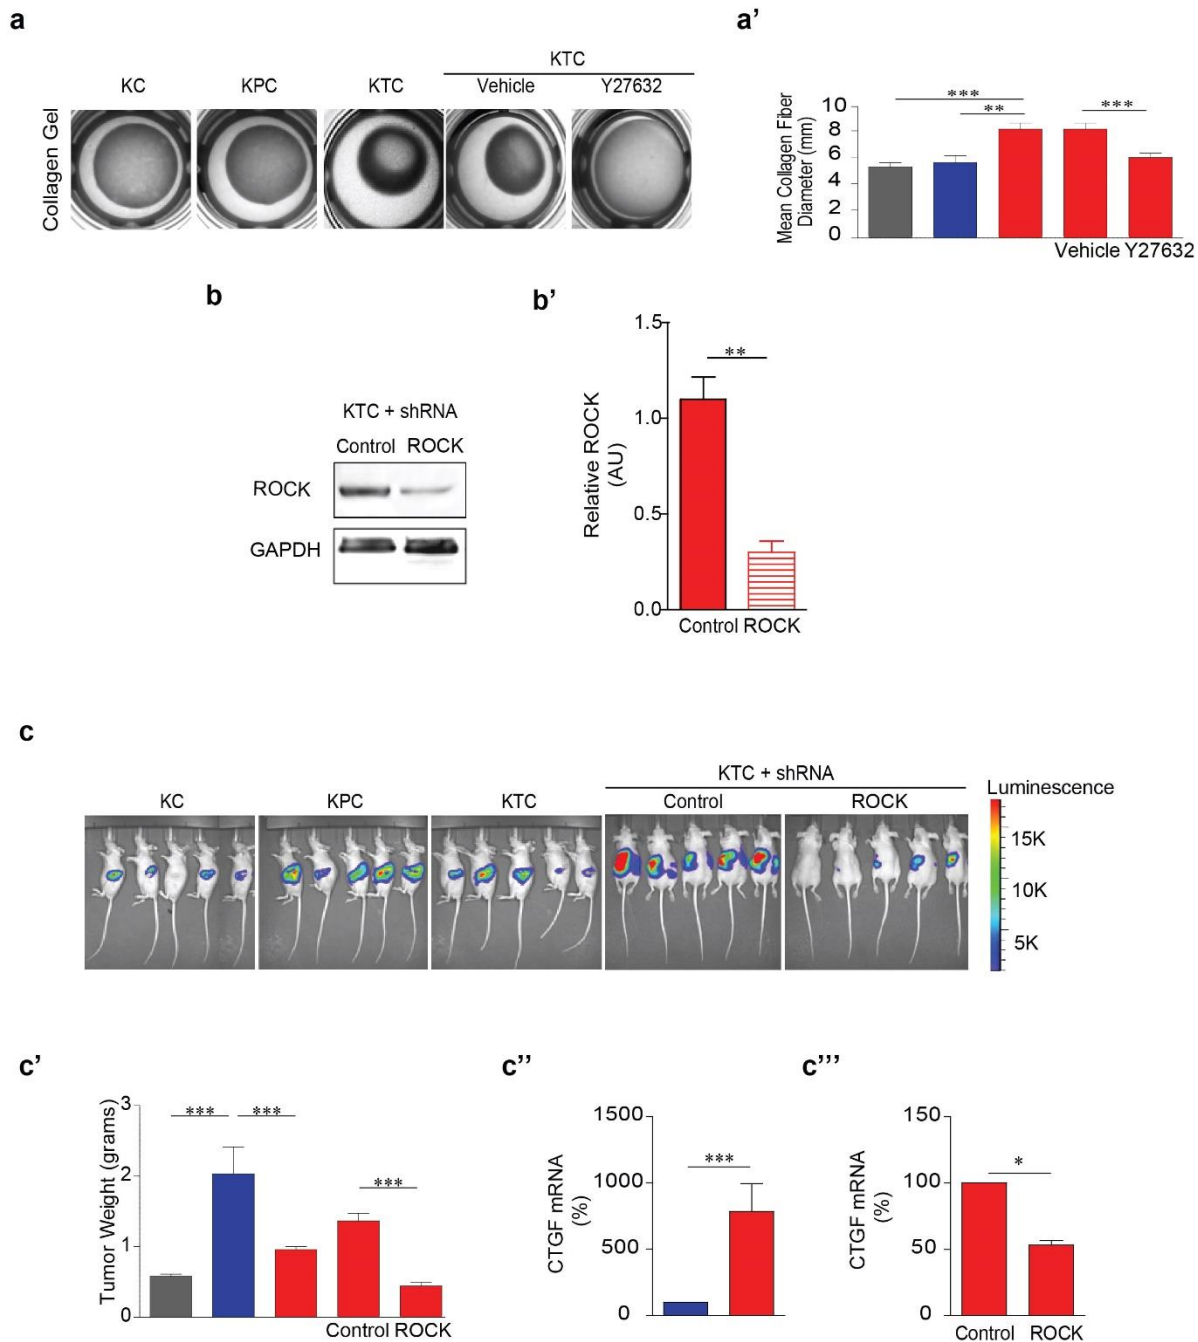 a
KTC
KC KPC KTC Vehicle Y27632
Collagen Gel
a'
Mean Collagen Fiber
Diameter (mm)
10
8
6
4
2
0
***
**
***
Vehicle Y27632
b
KTC + shRNA
Control ROCK
ROCK
GAPDH
b'
Relative ROCK
(AU)
1.5
1.0
0.5
0.0
**
Control ROCK
c
KTC + shRNA
KC KPC KTC Control ROCK
Luminescence
15K
10K
5K
c'
Tumor Weight (grams)
3
2
1
0
***
***
***
Control ROCK
c''
CTGF mRNA
(%)
1500
1000
500
0
***
c'''
CTGF mRNA
(%)
150
100
50
0
*
Control ROCK